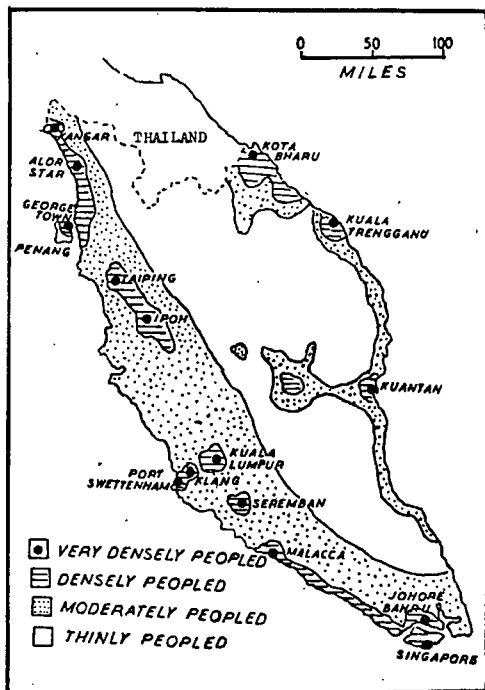 0 50 100
MILES
THAILAND
KANGAR
ALOR
STAR
KOTA
BHARU
GEORGE
TOWN
PENANG
KUALA
TRENGGANU
TAIPING
IPOH
KUANTAN
KUALA
LUMPUR
PORT
SWETTENHAM
KLANG
SEREMBAN
MALACCA
JOHORE
BAHRU
SINGAPORE
VERY DENSELY PEOPLED
DENSELY PEOPLED
MODERATELY PEOPLED
THINLY PEOPLED